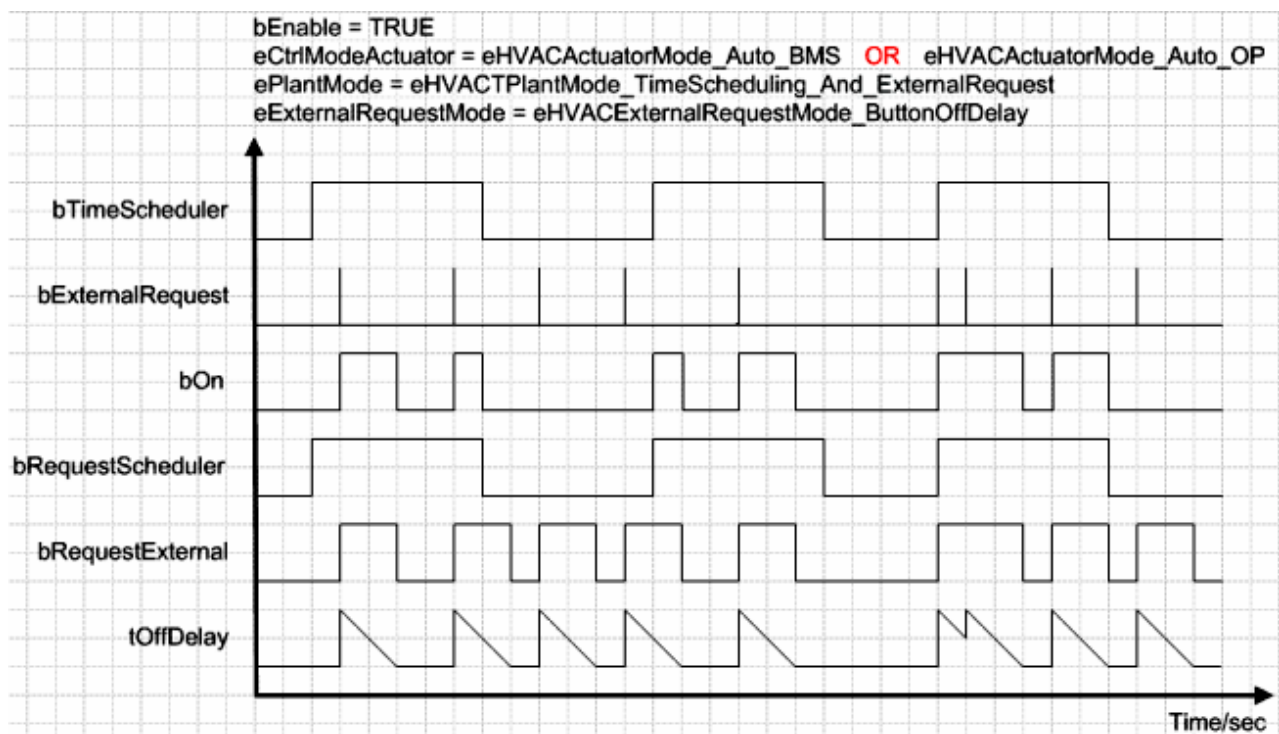 bEnable = TRUE
eCtrlModeActuator = eHVACActuatorMode_Auto_BMS OR eHVACActuatorMode_Auto_OP
ePlantMode = eHVACTPlantMode_TimeScheduling_And_ExternalRequest
eExternalRequestMode = eHVACExternalRequestMode_ButtonOffDelay
bTimeScheduler
bExternalRequest
bOn
bRequestScheduler
bRequestExternal
tOffDelay
Time/sec